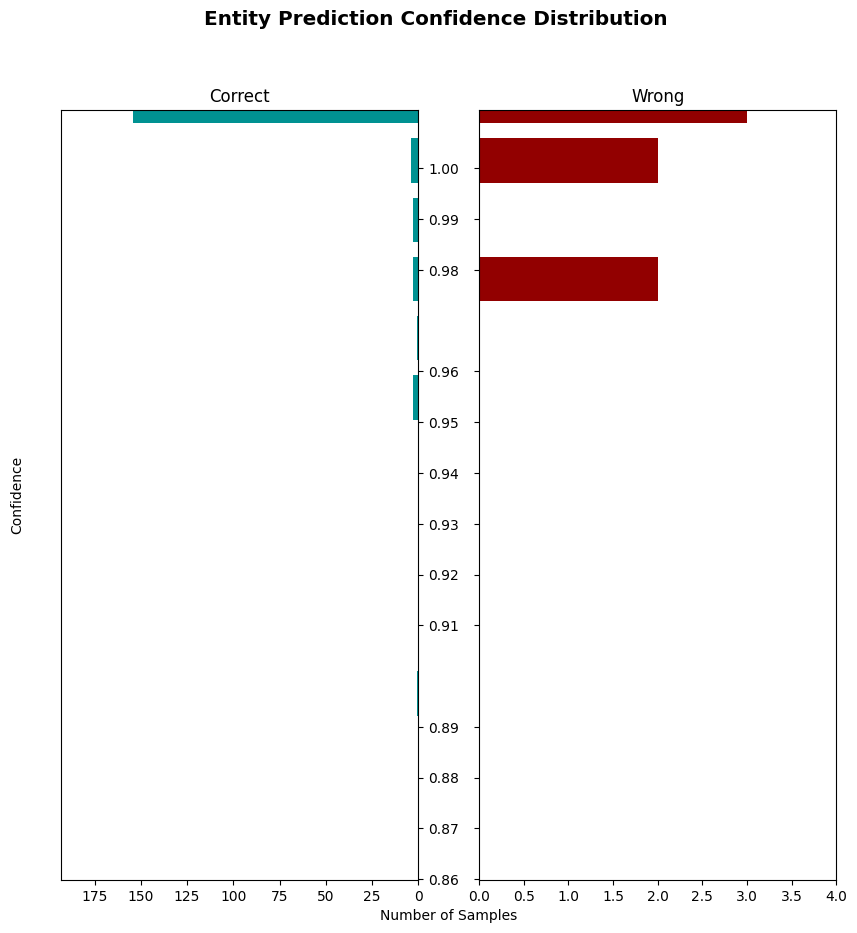 Entity Prediction Confidence Distribution
Correct
Wrong
1.00
0.99
0.98
0.96
0.95
0.94
0.93
0.92
0.91
0.89
0.88
0.87
0.86
Confidence
175 150 125 100 75 50 25 0
0.0 0.5 1.0 1.5 2.0 2.5 3.0 3.5 4.0
Number of Samples